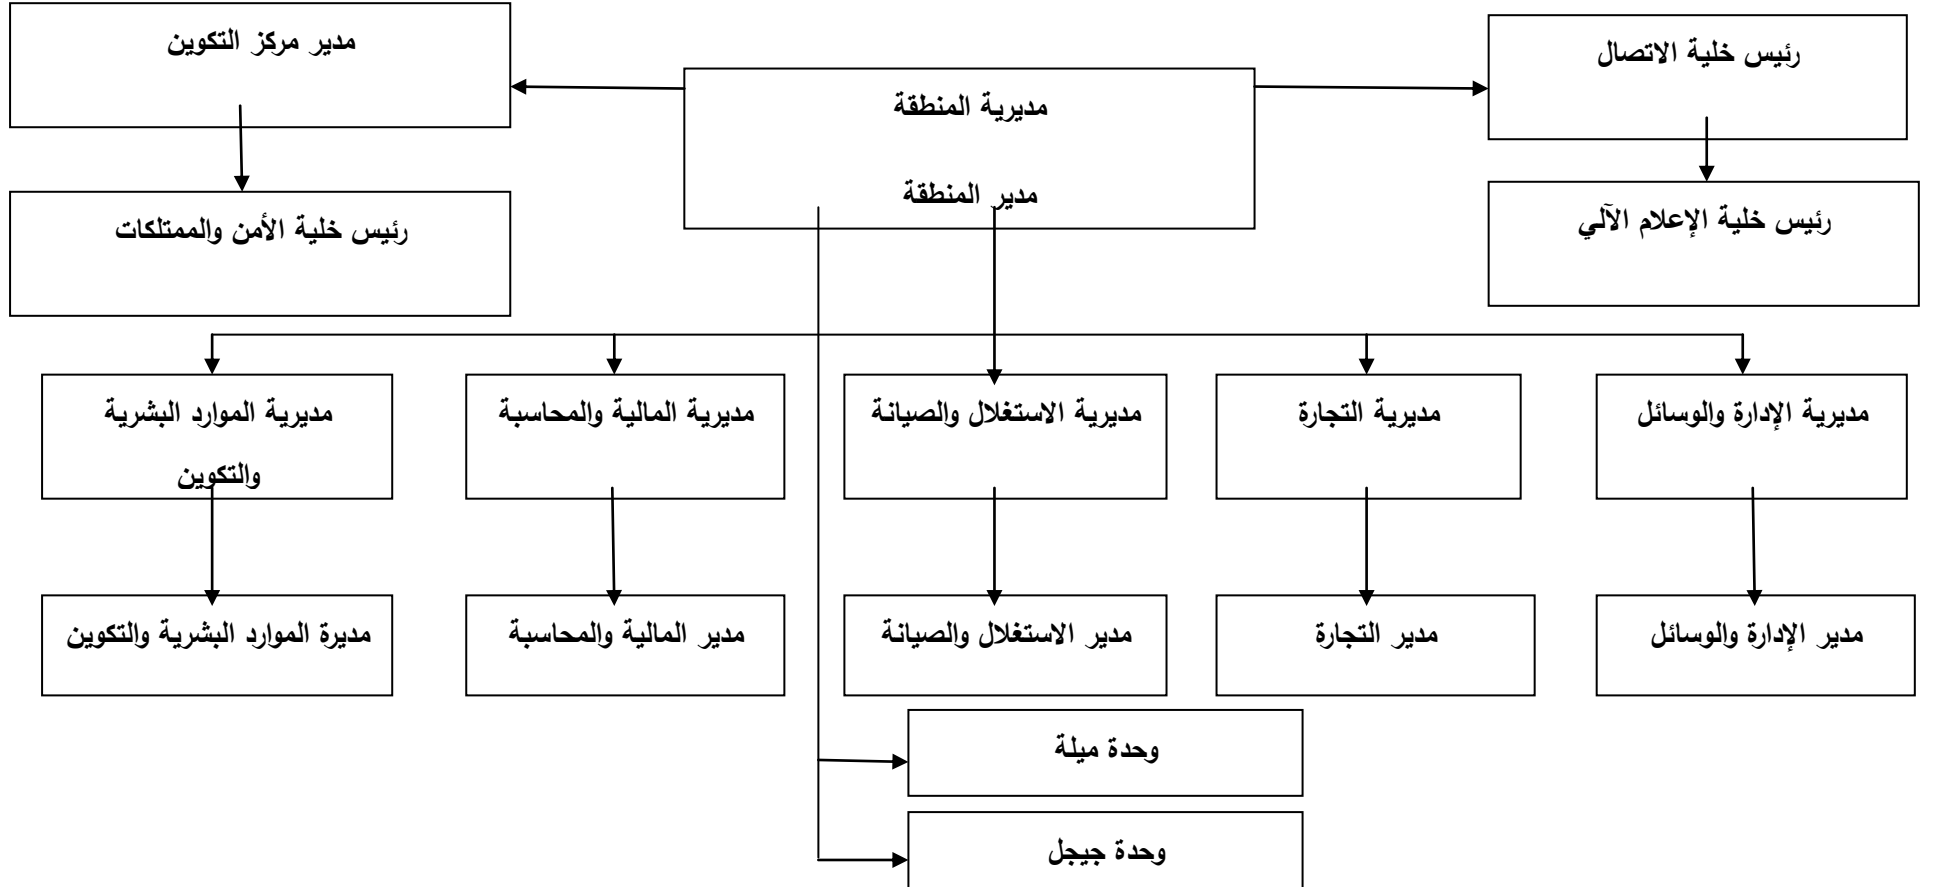 رئيس خلية الاتصال
مديرية المنطقة
مدير المنطقة
مدير مركز التكوين
رئيس خلية الإعلام الآلي
رئيس خلية الأمن والممتلكات
مديرية الإدارة والوسائل
مديرية التجارة
مديرية الاستغلال والصيانة
مديرية المالية والمحاسبة
مديرية الموارد البشرية
والتكوين
مدير الإدارة والوسائل
مدير التجارة
مدير الاستغلال والصيانة
مدير المالية والمحاسبة
مديرة الموارد البشرية والتكوين
وحدة ميلة
وحدة جيجل